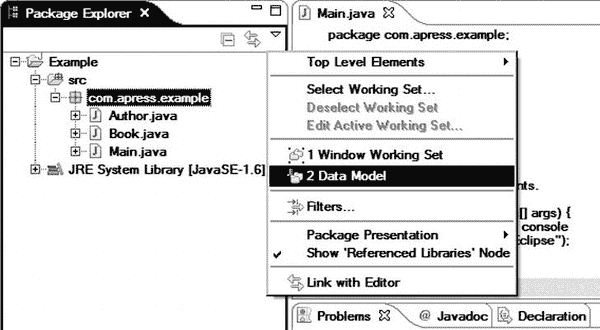 Package Explorer
Main.java
package com.apress.example;
Example
src
com.apress.example
Author.java
Book.java
Main.java
JRE System Library [JavaSE-1.6]
Top Level Elements
Select Working Set...
Deselect Working Set
Edit Active Working Set...
1 Window Working Set
2 Data Model
Filters...
Package Presentation
Show 'Referenced Libraries' Node
Link with Editor
nts.
[] args) {
console
Eclipse");
Problems
@ Javadoc
Declaration